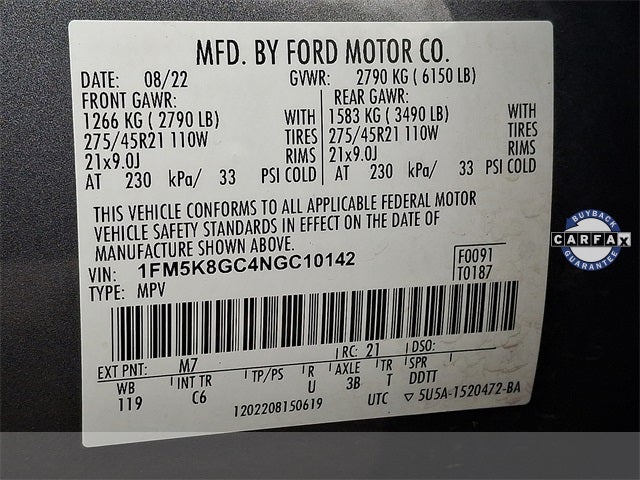 MFD. BY FORD MOTOR CO.
DATE: 08/22 GVWR: 2790 KG ( 6150 LB)
FRONT GAWR: REAR GAWR:
1266 KG ( 2790 LB) WITH 1583 KG ( 3490 LB) WITH
275/45R21 110W TIRES 275/45R21 110W TIRES
21x9.0J RIMS 21x9.0J RIMS
AT 230 kPa/ 33 PSI COLD AT 230 kPa/ 33 PSI COLD
THIS VEHICLE CONFORMS TO ALL APPLICABLE FEDERAL MOTOR
VEHICLE SAFETY STANDARDS IN EFFECT ON THE DATE OF
MANUFACTURE SHOWN ABOVE.
VIN: 1FM5K8GC4NGC10142 F0091
TYPE: MPV T0187
EXT PNT: M7 RC: 21 DSO:
WB INT TR TP/PS R AXLE TR SPR
119 C6 U 3B T DDTT
1202208150619 UTC ▽ 5U5A-1520472-BA
BUYBACK
CARFAX
GUARANTEE